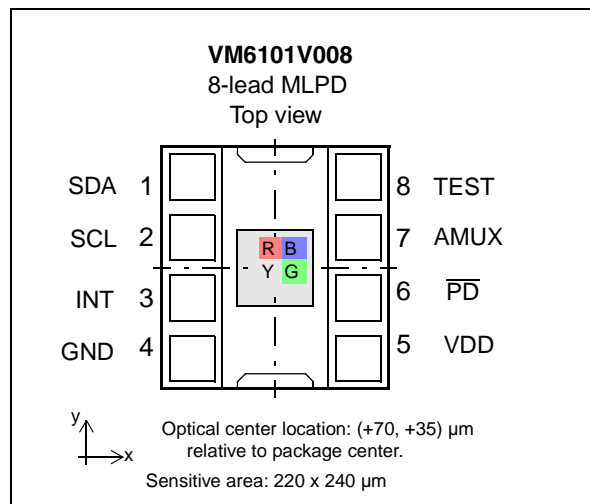 VM6101V008
8-lead MLPD
Top view
SDA 1
8 TEST
SCL 2
7 AMUX
R B
Y G
INT 3
6 PD
GND 4
5 VDD
y
x
Optical center location: (+70, +35) µm
relative to package center.
Sensitive area: 220 x 240 µm